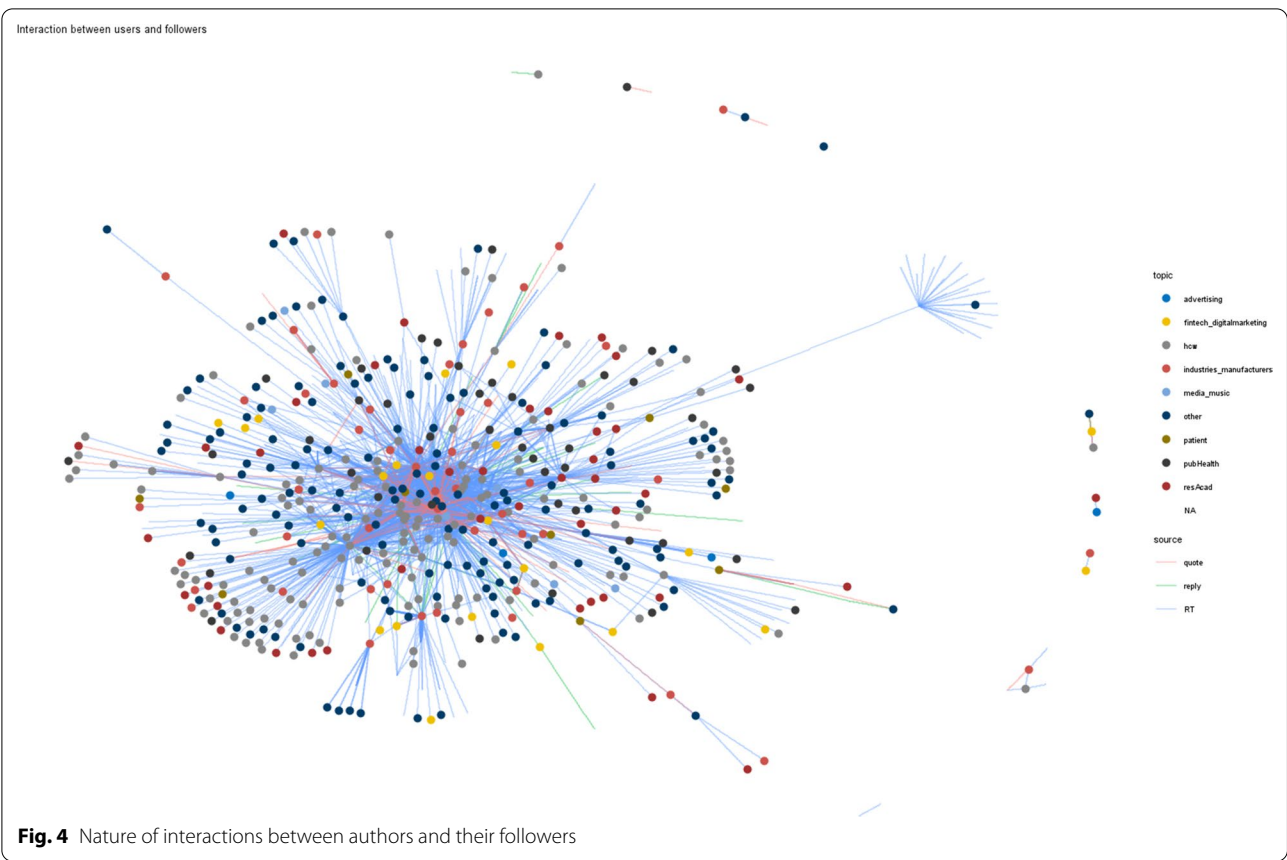 Interaction between users and followers
topic
advertising
fintech_digitalmarketing
hcw
industries_manufacturers
media_music
other
patient
pubHealth
resAcad
NA
source
quote
reply
RT
Fig. 4 Nature of interactions between authors and their followers